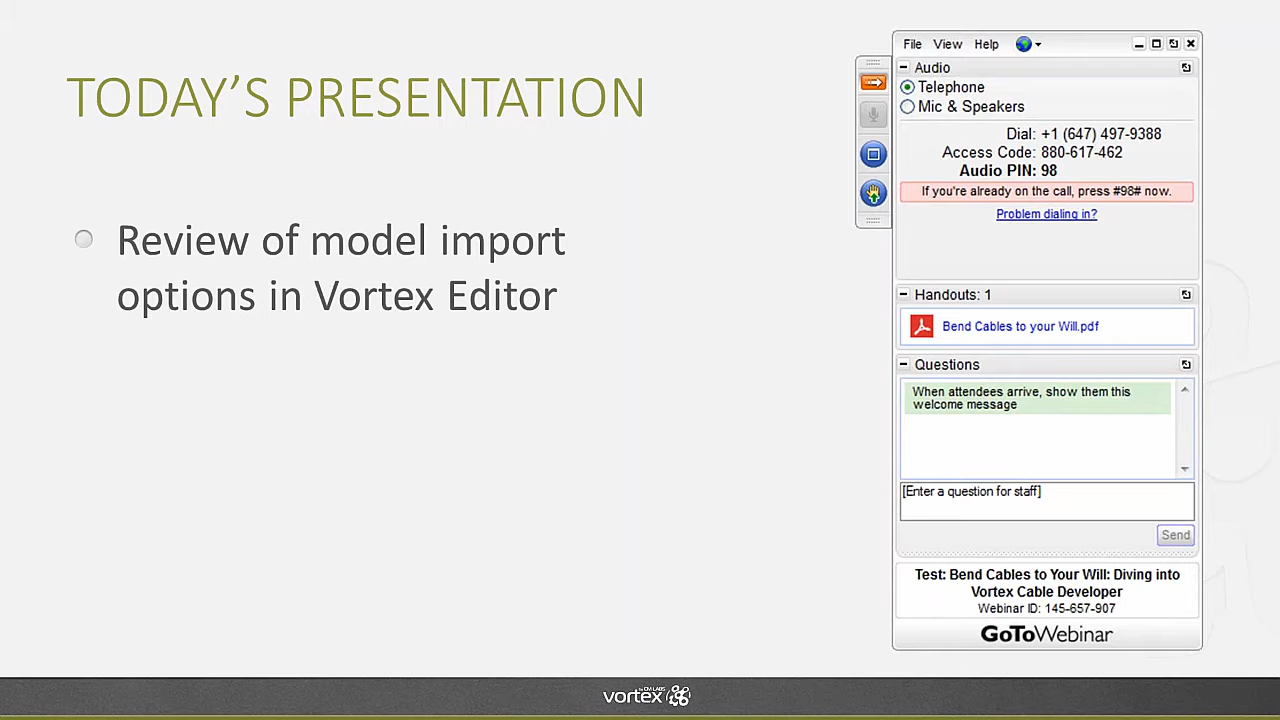 TODAY’S PRESENTATION
Review of model import
options in Vortex Editor
File View Help
Audio
Telephone
Mic & Speakers
Dial: +1 (647) 497-9388
Access Code: 880-617-462
Audio PIN: 98
If you're already on the call, press #98# now.
Problem dialing in?
Handouts: 1
Bend Cables to your Will.pdf
Questions
When attendees arrive, show them this
welcome message
[Enter a question for staff]
Send
Test: Bend Cables to Your Will: Diving into
Vortex Cable Developer
Webinar ID: 145-657-907
GoToWebinar
by CM LABS
vortex